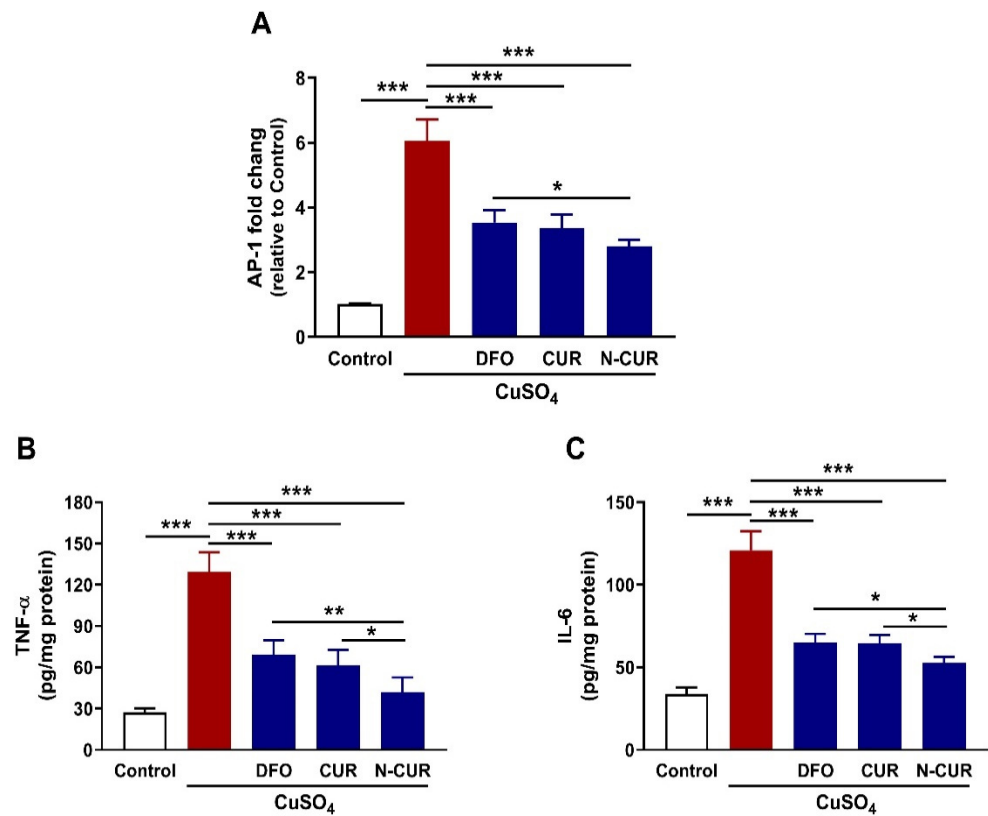 A
***
***
***
***
*
AP-1 fold chang
(relative to Control)
8
6
4
2
0
Control
DFO CUR N-CUR
CuSO₄
B
***
***
***
***
**
*
TNF-α
(pg/mg protein)
180
150
120
90
60
30
0
Control
DFO CUR N-CUR
CuSO₄
C
***
***
***
***
*
*
IL-6
(pg/mg protein)
150
100
50
0
Control
DFO CUR N-CUR
CuSO₄